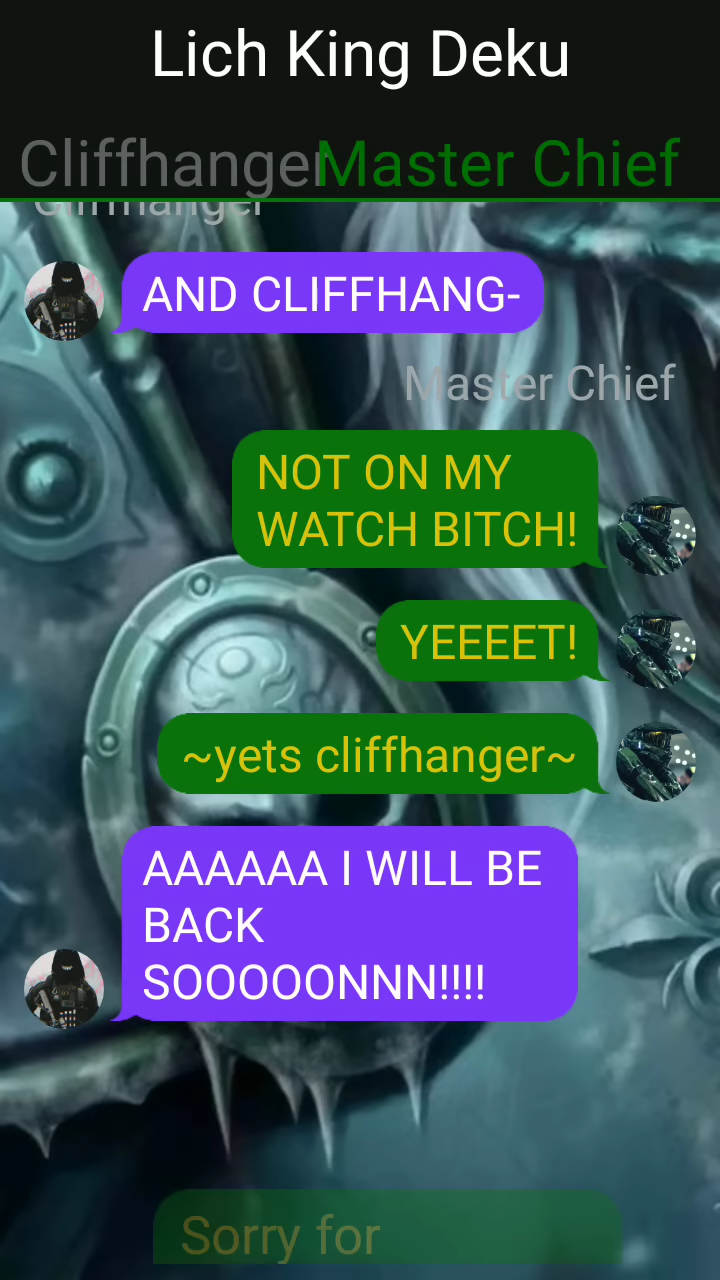 Lich King Deku
Cliffhanger Master Chief
Cliffhanger
AND CLIFFHANG-
Master Chief
NOT ON MY
WATCH BITCH!
YEEEET!
~yets cliffhanger~
AAAAAA I WILL BE
BACK
SOOOOONNN!!!!
Sorry for